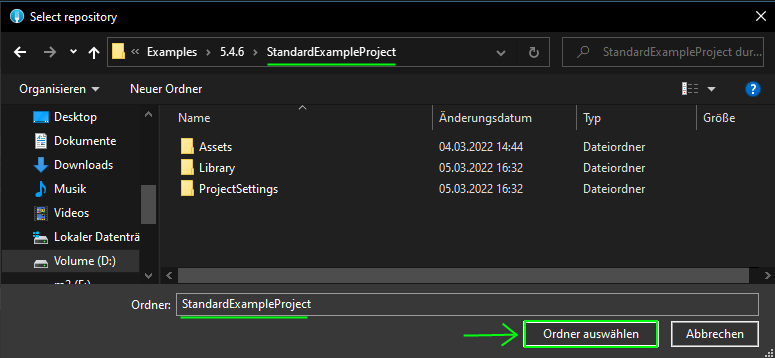 Select repository
« Examples › 5.4.6 › StandardExampleProject
StandardExampleProject dur...
Organisieren Neuer Ordner ?
Name Änderungsdatum Typ Größe
Desktop
Dokumente
Downloads
Musik
Videos
Lokaler Datenträ
Volume (D:)
Assets 04.03.2022 14:44 Dateiordner
Library 05.03.2022 16:32 Dateiordner
ProjectSettings 05.03.2022 16:32 Dateiordner
Ordner: StandardExampleProject
Ordner auswählen Abbrechen